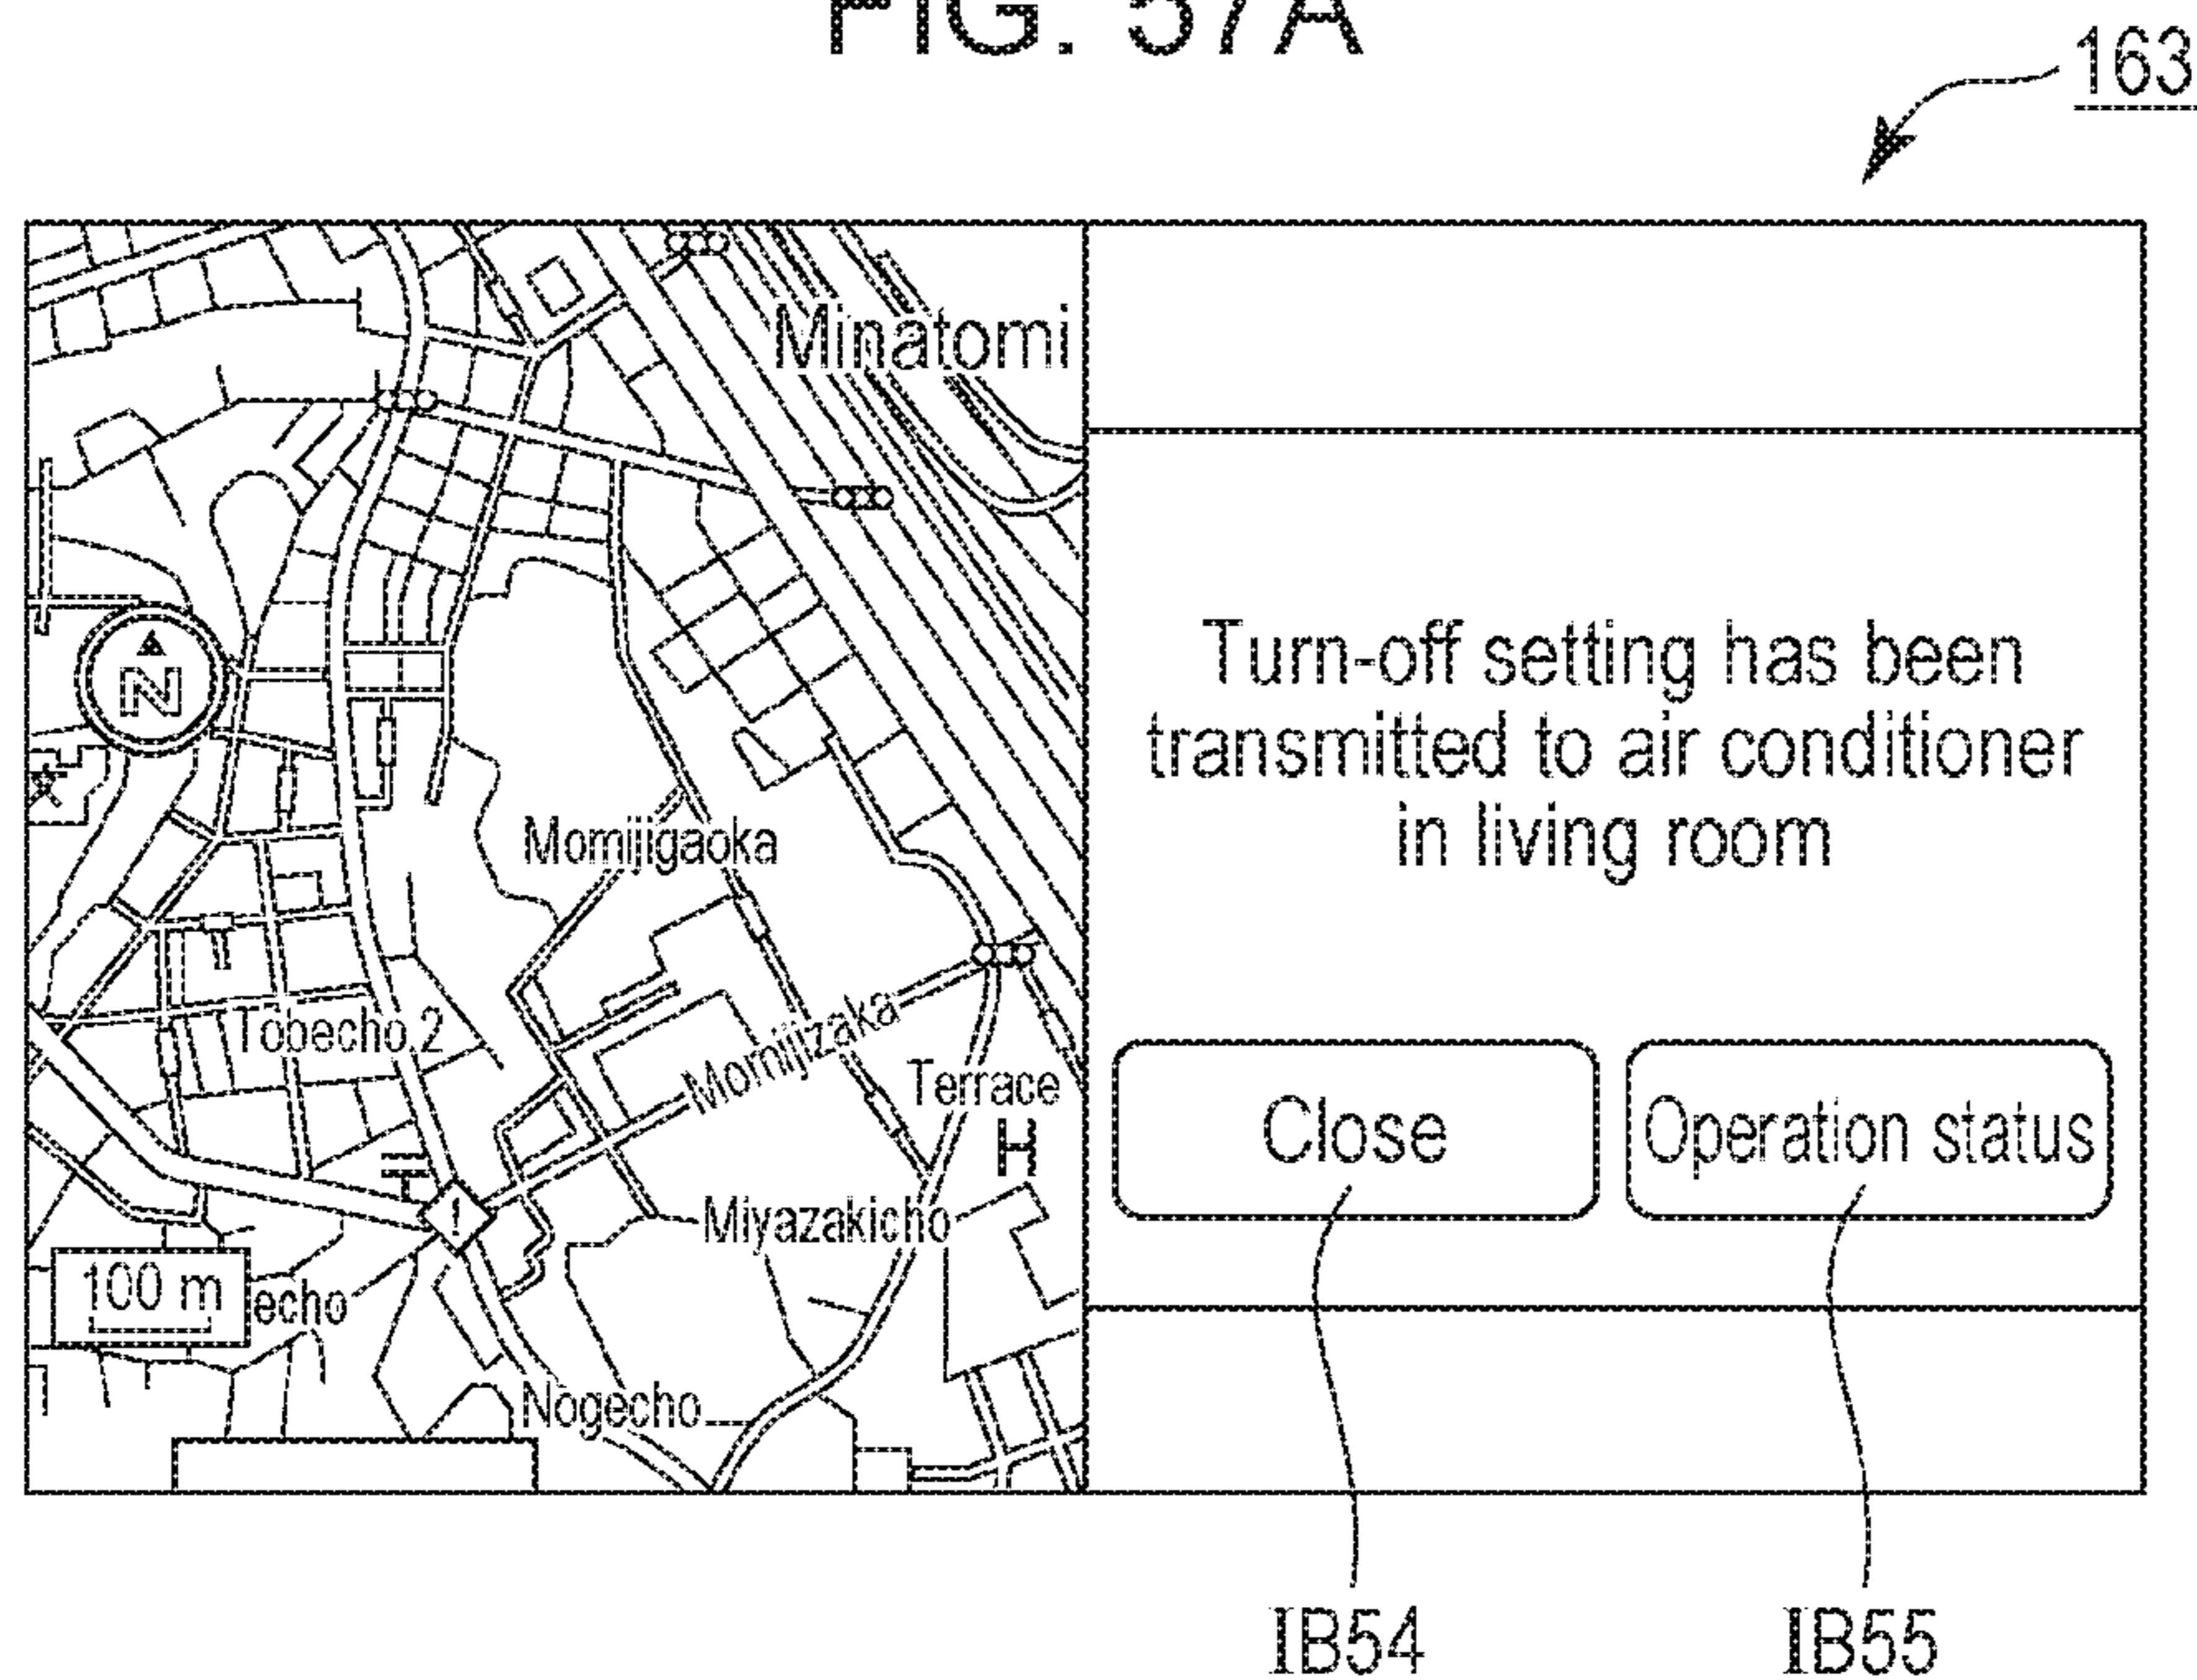 FIG. 57A
163
Minatomi
N
Turn-off setting has been
transmitted to air conditioner
in living room
Momijigaoka
Tobecho 2
Momijizaka
Terrace
H
Close
Operation status
Miyazakicho
!
100 m
echo
Nogecho
IB54
IB55